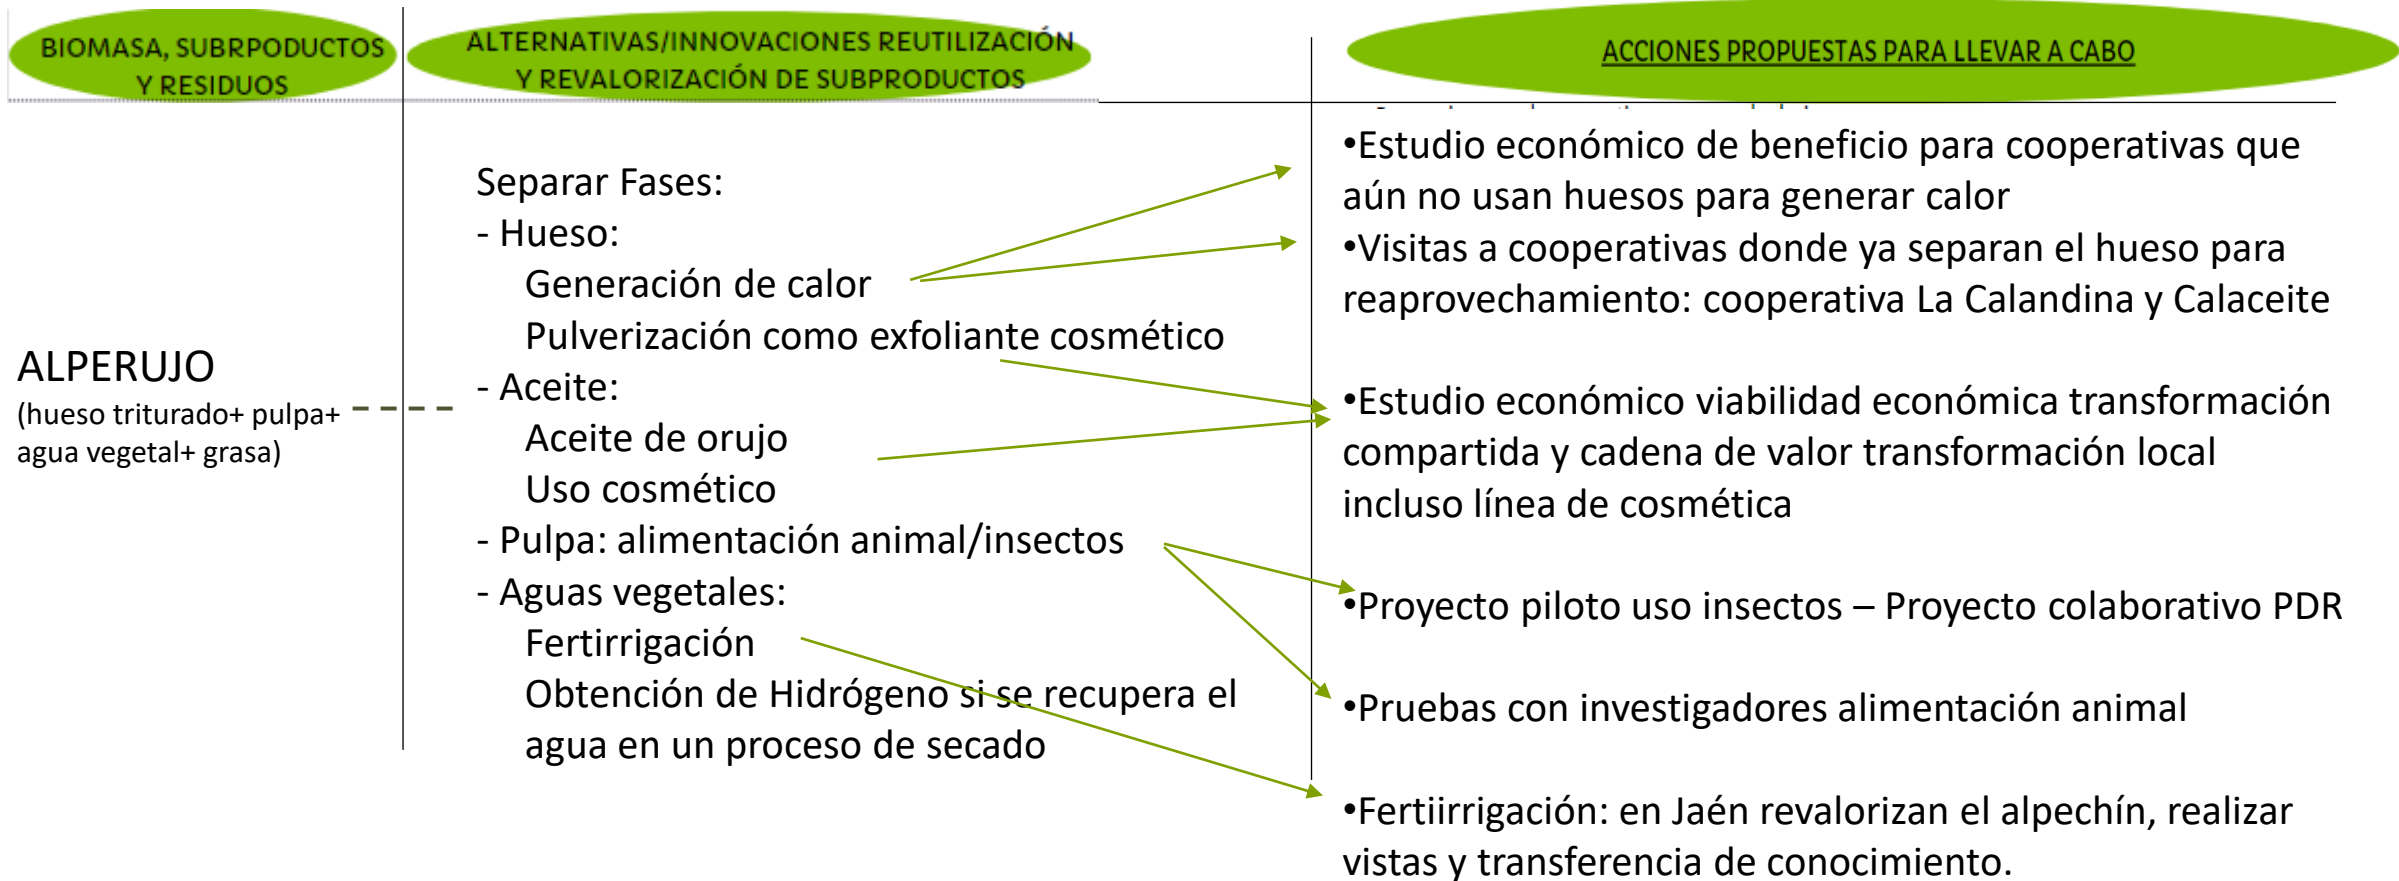 BIOMASA, SUBRPODUCTOS
Y RESIDUOS
ALTERNATIVAS/INNOVACIONES REUTILIZACIÓN
Y REVALORIZACIÓN DE SUBPRODUCTOS
ACCIONES PROPUESTAS PARA LLEVAR A CABO
ALPERUJO
(hueso triturado+ pulpa+
agua vegetal+ grasa)
Separar Fases:
- Hueso:
Generación de calor
Pulverización como exfoliante cosmético
- Aceite:
Aceite de orujo
Uso cosmético
- Pulpa: alimentación animal/insectos
- Aguas vegetales:
Fertirrigación
Obtención de Hidrógeno si se recupera el
agua en un proceso de secado
•Estudio económico de beneficio para cooperativas que
aún no usan huesos para generar calor
•Visitas a cooperativas donde ya separan el hueso para
reaprovechamiento: cooperativa La Calandina y Calaceite
•Estudio económico viabilidad económica transformación
compartida y cadena de valor transformación local
incluso línea de cosmética
•Proyecto piloto uso insectos – Proyecto colaborativo PDR
•Pruebas con investigadores alimentación animal
•Fertiirrigación: en Jaén revalorizan el alpechín, realizar
vistas y transferencia de conocimiento.